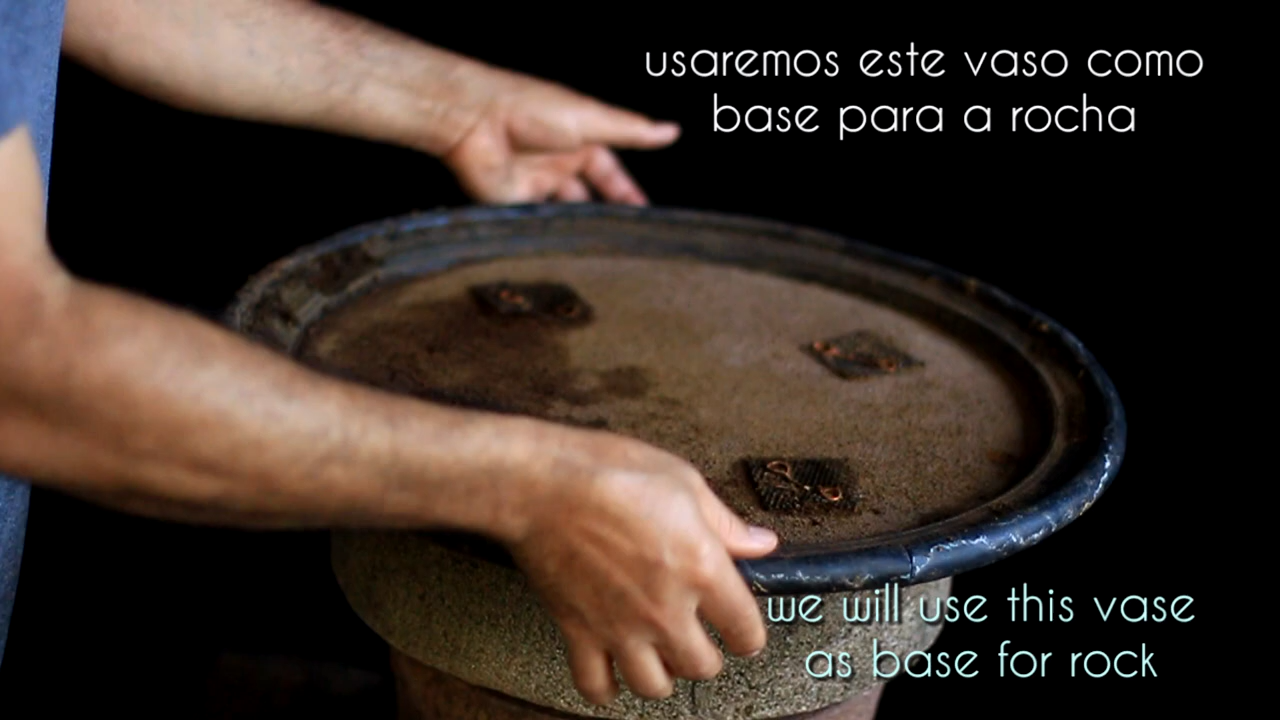 usaremos este vaso como
base para a rocha
we will use this vase
as base for rock